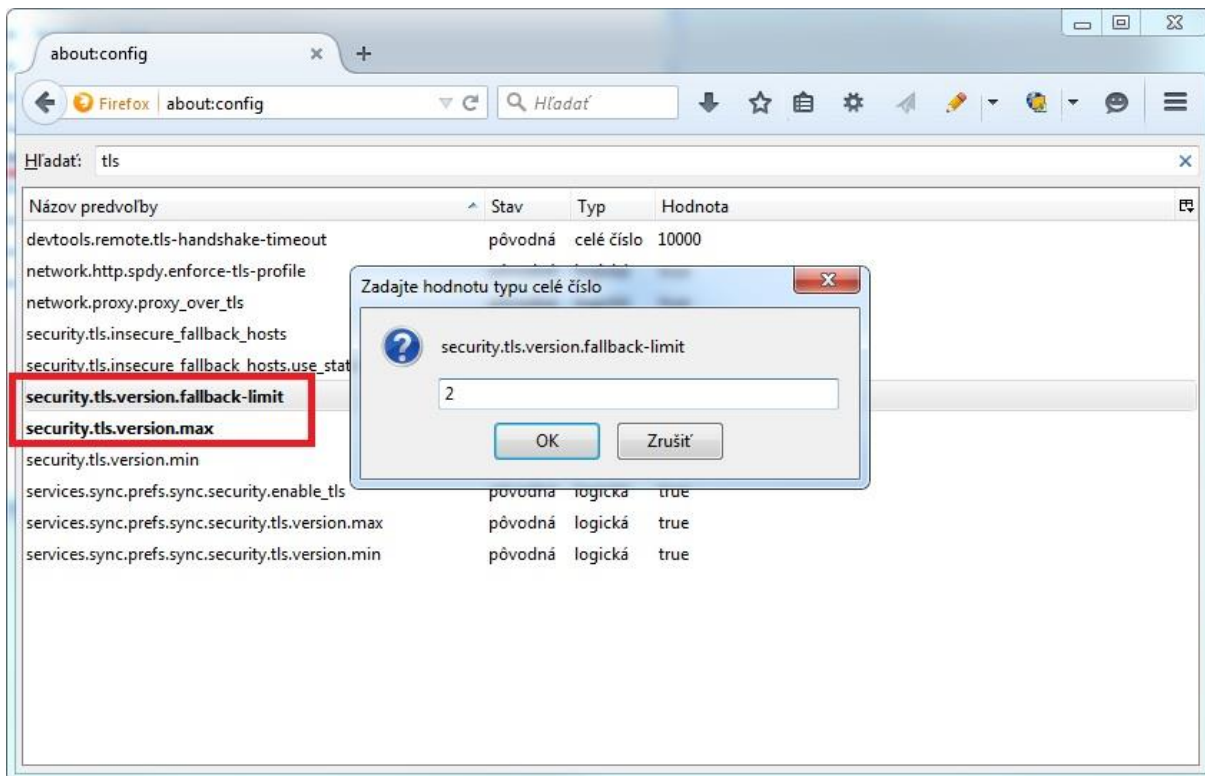 about:config
Firefox about:config Hľadať
Hľadať: tls
Názov predvoľby Stav Typ Hodnota
devtools.remote.tls-handshake-timeout pôvodná celé číslo 10000
network.http.spdy.enforce-tls-profile
network.proxy.proxy_over_tls
security.tls.insecure_fallback_hosts
security.tls.insecure_fallback_hosts.use_stat
security.tls.version.fallback-limit
security.tls.version.max
security.tls.version.min
services.sync.prefs.sync.security.enable_tls pôvodná logická true
services.sync.prefs.sync.security.tls.version.max pôvodná logická true
services.sync.prefs.sync.security.tls.version.min pôvodná logická true
Zadajte hodnotu typu celé číslo
security.tls.version.fallback-limit
2
OK Zrušiť